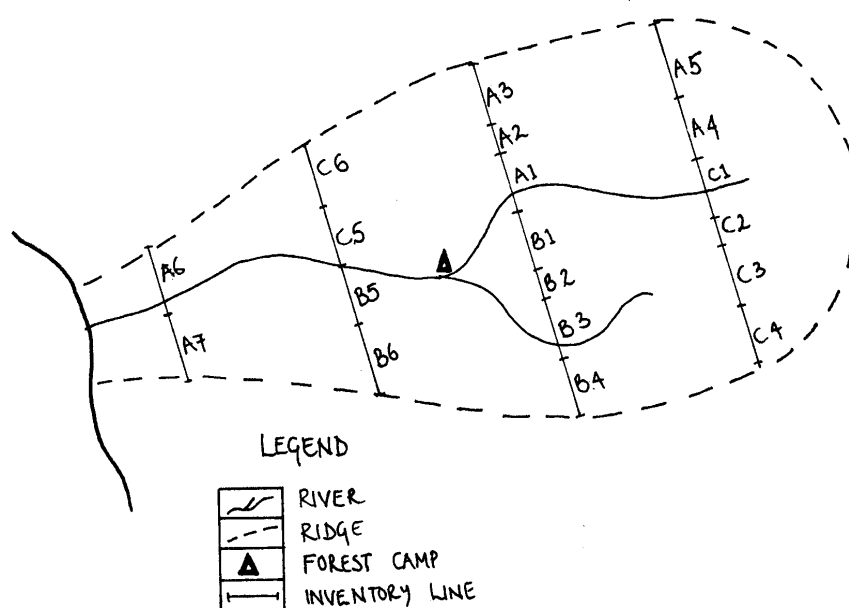 A5
A3
A4
A2
C6
A1
C1
C2
C5
B1
A6
C3
B2
B5
B3
A7
C4
B6
B4
LEGEND
RIVER
RIDGE
FOREST CAMP
INVENTORY LINE